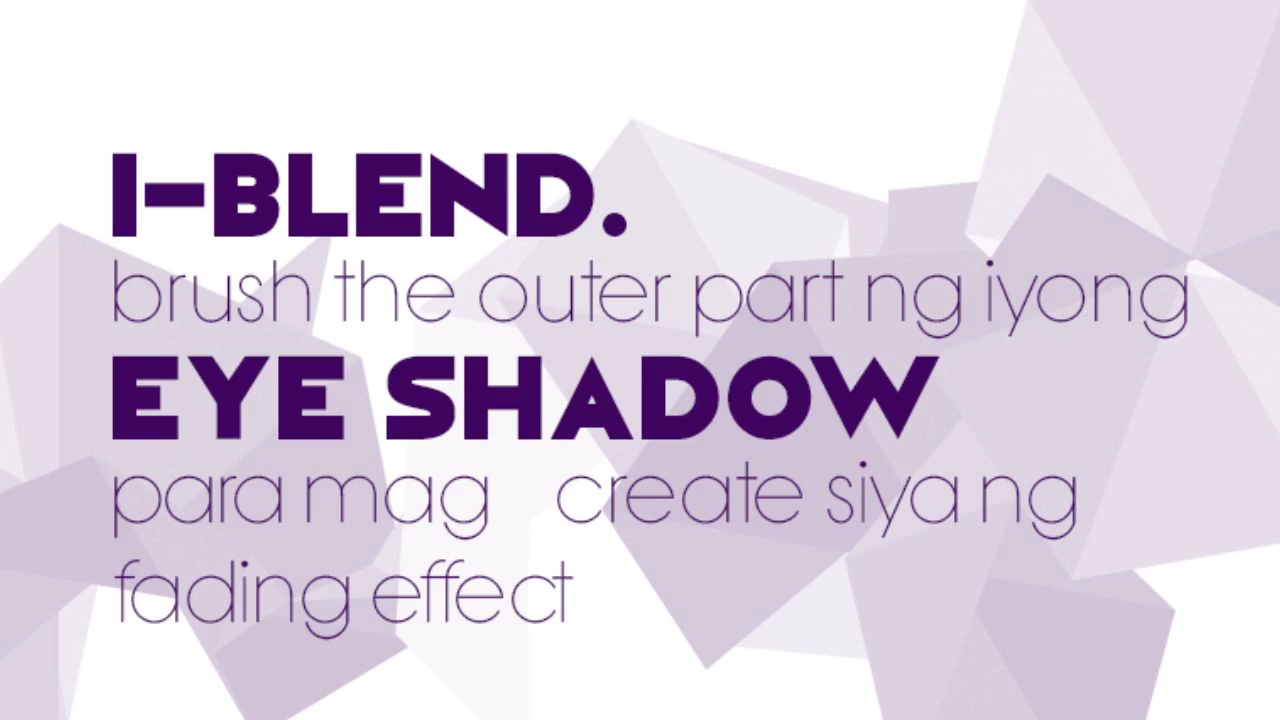 I-BLEND.
brush the outer part ng iyong
EYE SHADOW
para mag create siya ng
fading effect